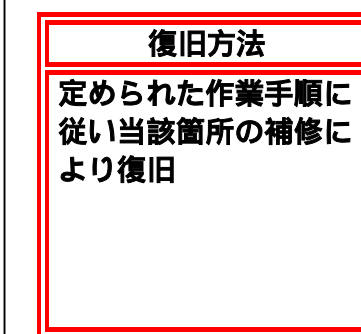 復旧方法
定められた作業手順に
従い当該箇所の補修に
より復旧